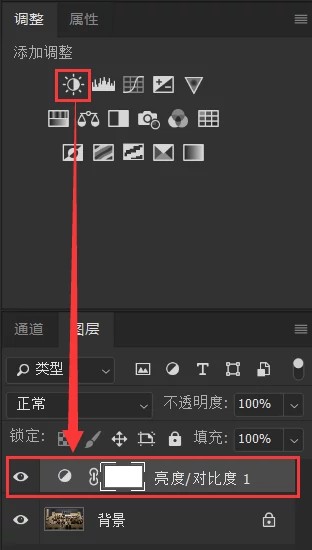 调整 属性
添加调整
通道 图层
类型
正常 不透明度: 100%
锁定: 填充: 100%
亮度/对比度 1
背景